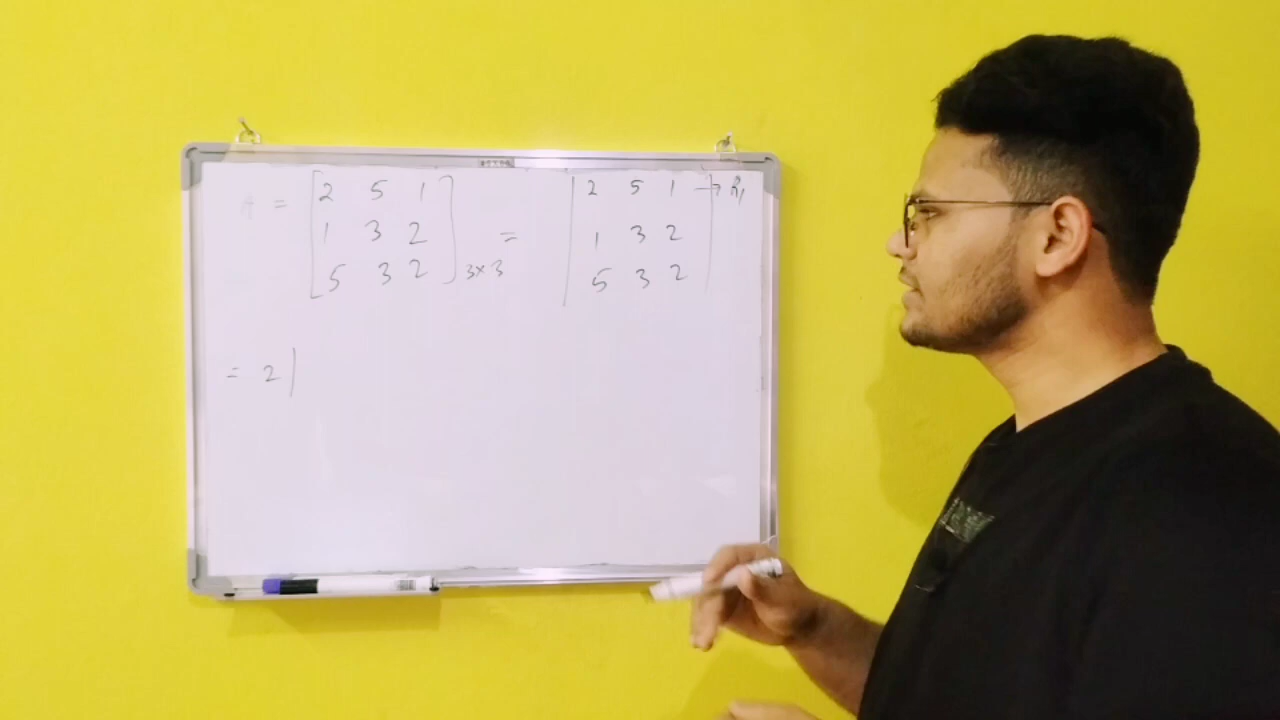 A = [ 2 5 1 ] = | 2 5 1 | → R₁
1 3 2 | 1 3 2
5 3 2 ]3×3 | 5 3 2
= 2 |